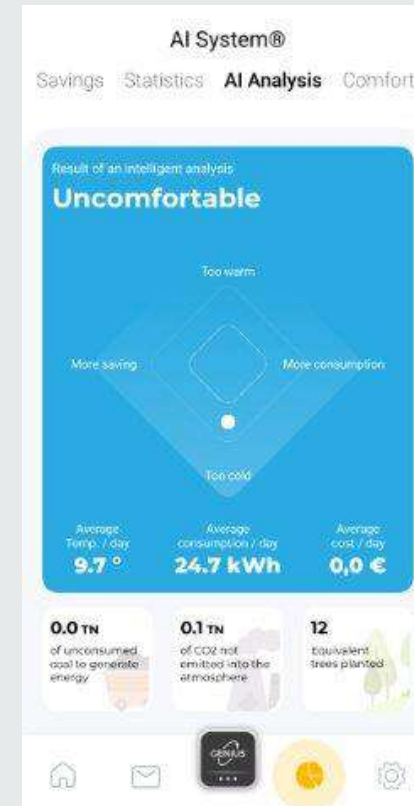 AI System®
Savings Statistics AI Analysis Comfort
Result of an intelligent analysis
Uncomfortable
Too warm
More saving
More consumption
Too cold
Average
Temp. / day
9.7 °
Average
consumption / day
24.7 kWh
Average
cost / day
0,0 €
0.0 TN
of unconsumed
coal to generate
energy
0.1 TN
of CO2 not
emitted into the
atmosphere
12
Equivalent
trees planted
GENIUS